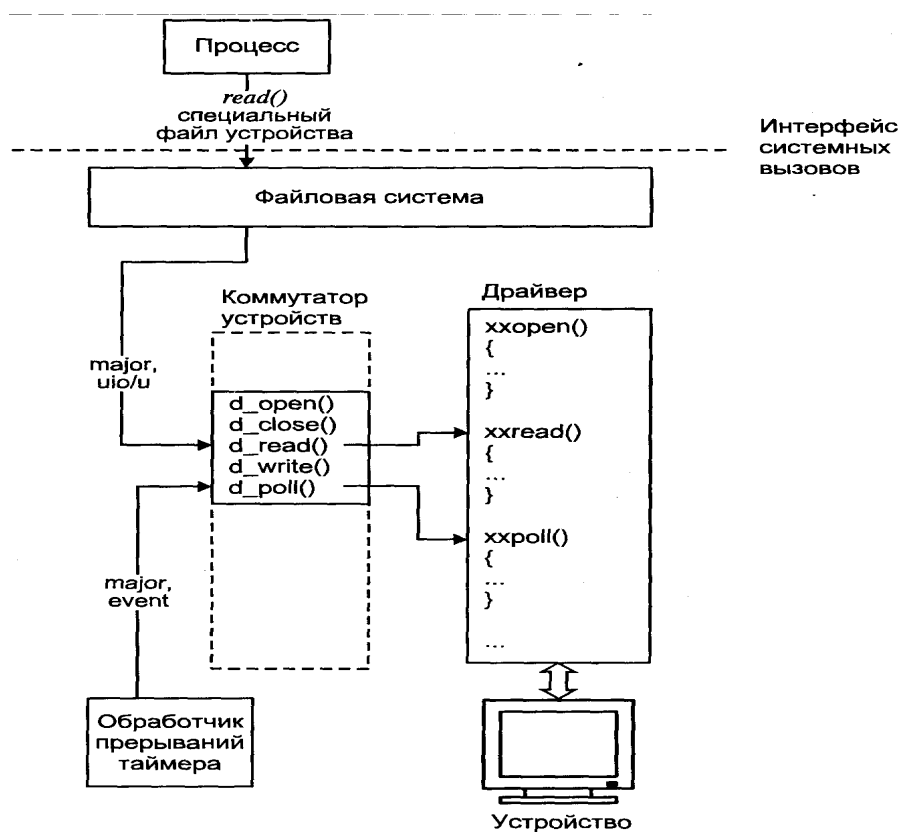 Процесс
read()
специальный
файл устройства
Интерфейс
системных
вызовов
Файловая система
Коммутатор
устройств
Драйвер
major,
uio/u
d_open()
d_close()
d_read()
d_write()
d_poll()
xxopen()
{
...
}
xxread()
{
...
}
xxpoll()
{
...
}
...
major,
event
Обработчик
прерываний
таймера
Устройство